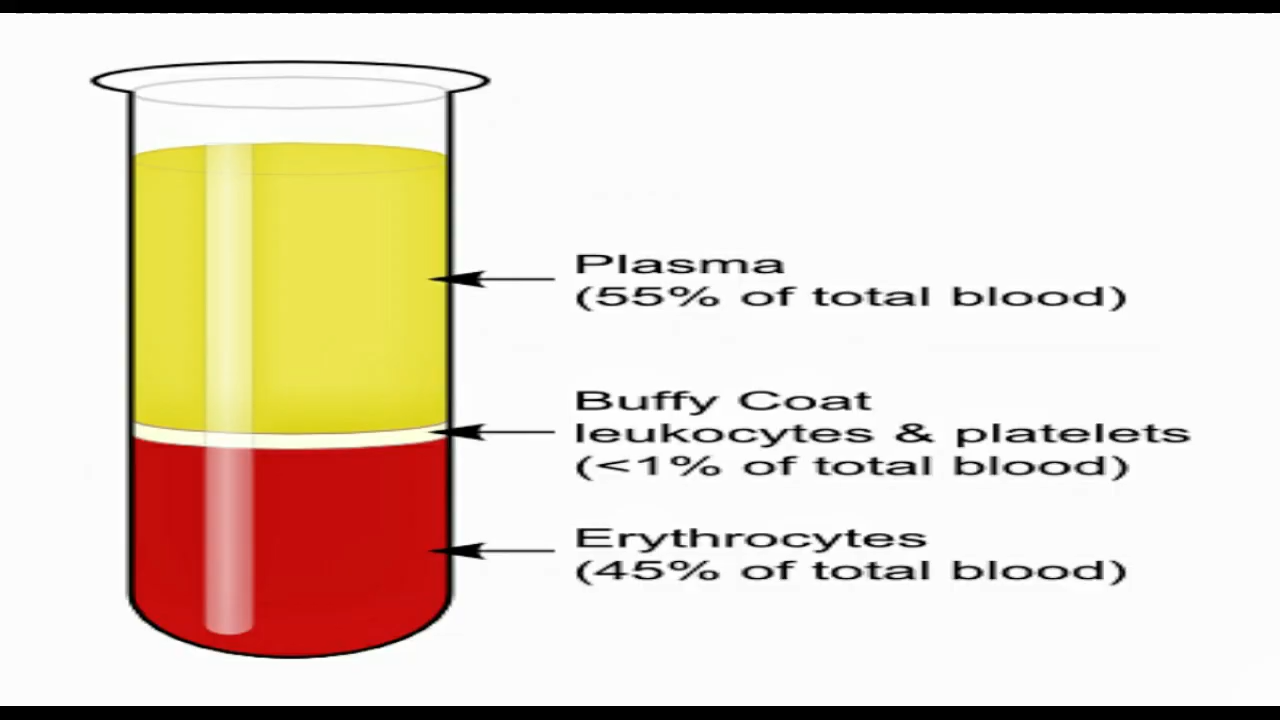 Plasma
(55% of total blood)
Buffy Coat
leukocytes & platelets
(<1% of total blood)
Erythrocytes
(45% of total blood)